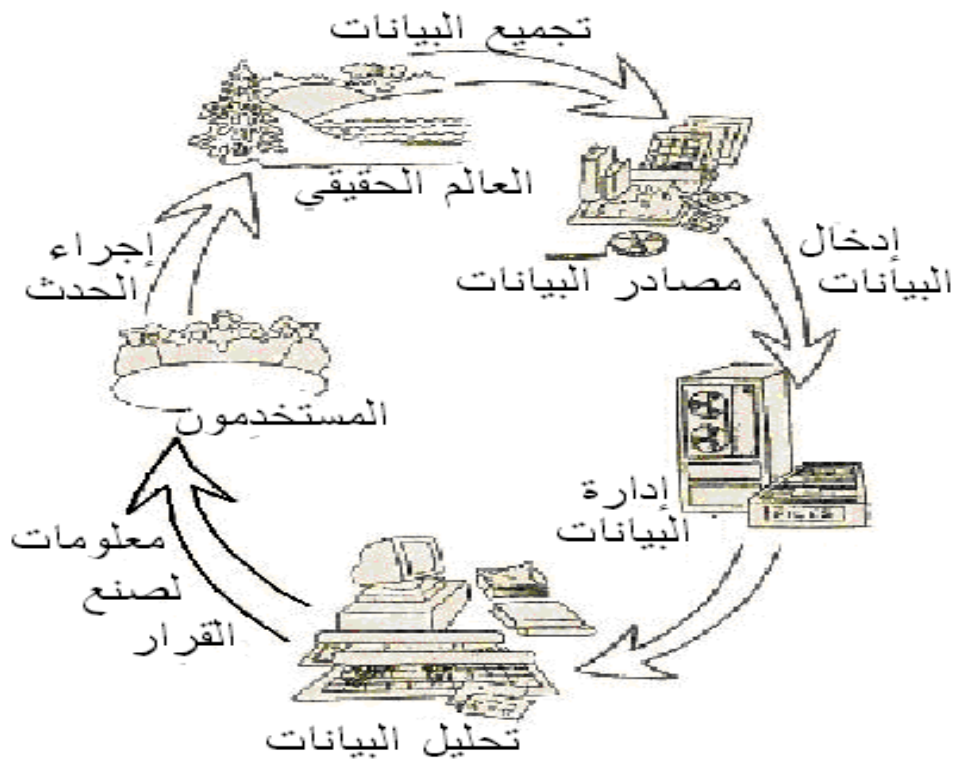 تجميع البيانات
العالم الحقيقي
مصادر البيانات
إدخال
البيانات
إدارة
البيانات
تحليل البيانات
معلومات
لصنع
القرار
المستخدمون
إجراء
الحدث